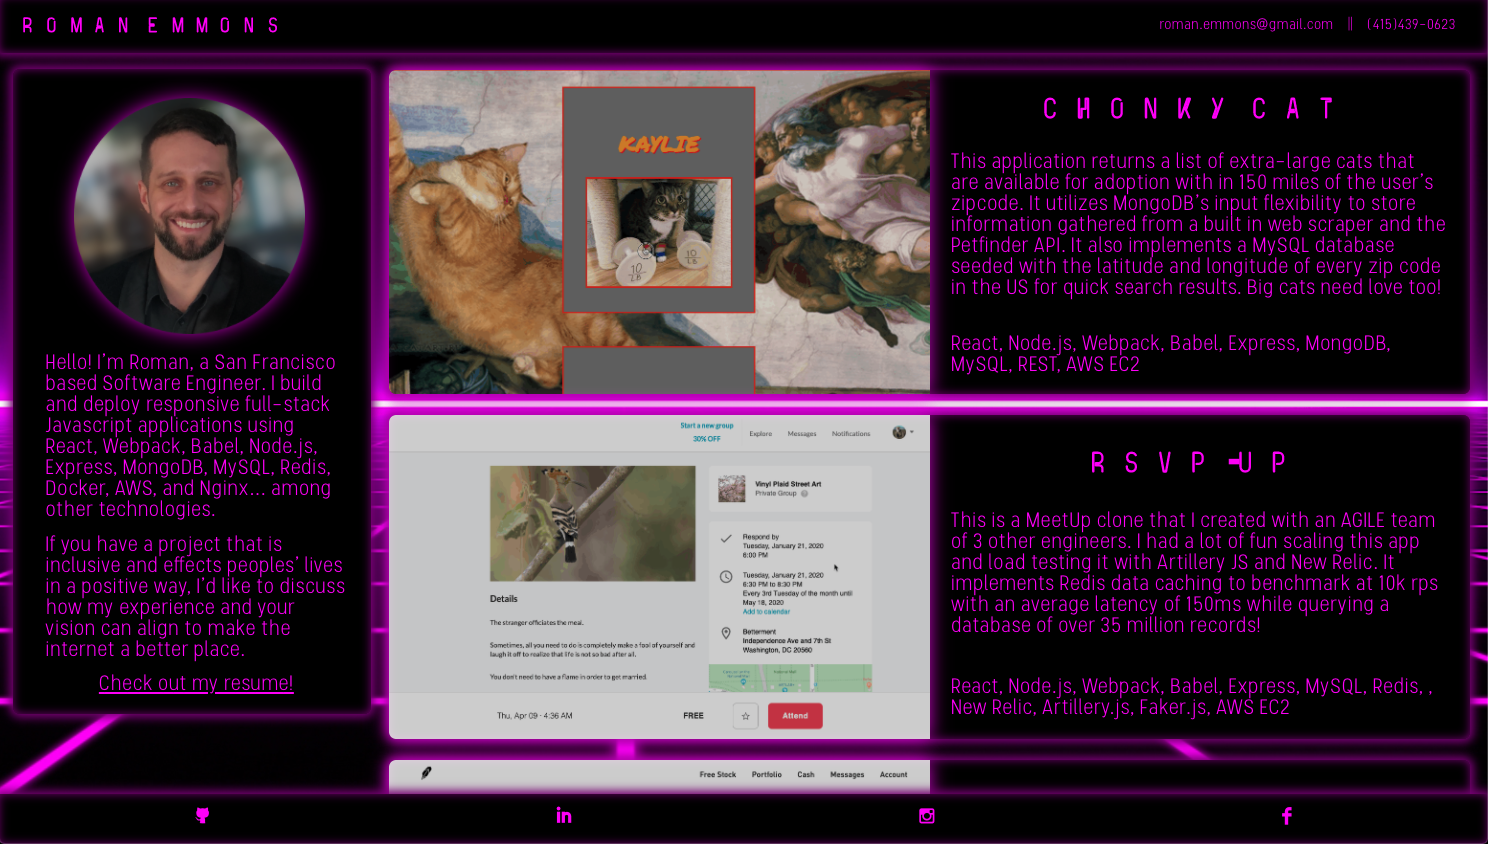 ROMAN EMMONS
roman.emmons@gmail.com || (415)439-0623
Hello! I'm Roman, a San Francisco
based Software Engineer. I build
and deploy responsive full-stack
Javascript applications using
React, Webpack, Babel, Node.js,
Express, MongoDB, MySQL, Redis,
Docker, AWS, and Nginx... among
other technologies.
If you have a project that is
inclusive and effects peoples' lives
in a positive way, I'd like to discuss
how my experience and your
vision can align to make the
internet a better place.
Check out my resume!
KAYLIE
10
LB
10
LB
CHONKY CAT
This application returns a list of extra-large cats that
are available for adoption with in 150 miles of the user's
zipcode. It utilizes MongoDB's input flexibility to store
information gathered from a built in web scraper and the
Petfinder API. It also implements a MySQL database
seeded with the latitude and longitude of every zip code
in the US for quick search results. Big cats need love too!
React, Node.js, Webpack, Babel, Express, MongoDB,
MySQL, REST, AWS EC2
Start a new group
30% OFF
Explore Messages Notifications
Vinyl Plaid Street Art
Private Group
Respond by
Tuesday, January 21, 2020
6:00 PM
Tuesday, January 21, 2020
6:30 PM to 8:30 PM
Every 3rd Tuesday of the month until
May 18, 2020
Add to calendar
Betterment
Independence Ave and 7th St
Washington, DC 20560
Details
The stranger officiates the meal.
Sometimes, all you need to do is completely make a fool of yourself and
laugh it off to realize that life is not so bad after all.
You don't need to have a flame in order to get married.
Thu, Apr 09 · 4:36 AM
FREE
Attend
RSVP-UP
This is a MeetUp clone that I created with an AGILE team
of 3 other engineers. I had a lot of fun scaling this app
and load testing it with Artillery JS and New Relic. It
implements Redis data caching to benchmark at 10k rps
with an average latency of 150ms while querying a
database of over 35 million records!
React, Node.js, Webpack, Babel, Express, MySQL, Redis, ,
New Relic, Artillery.js, Faker.js, AWS EC2
Free Stock Portfolio Cash Messages Account